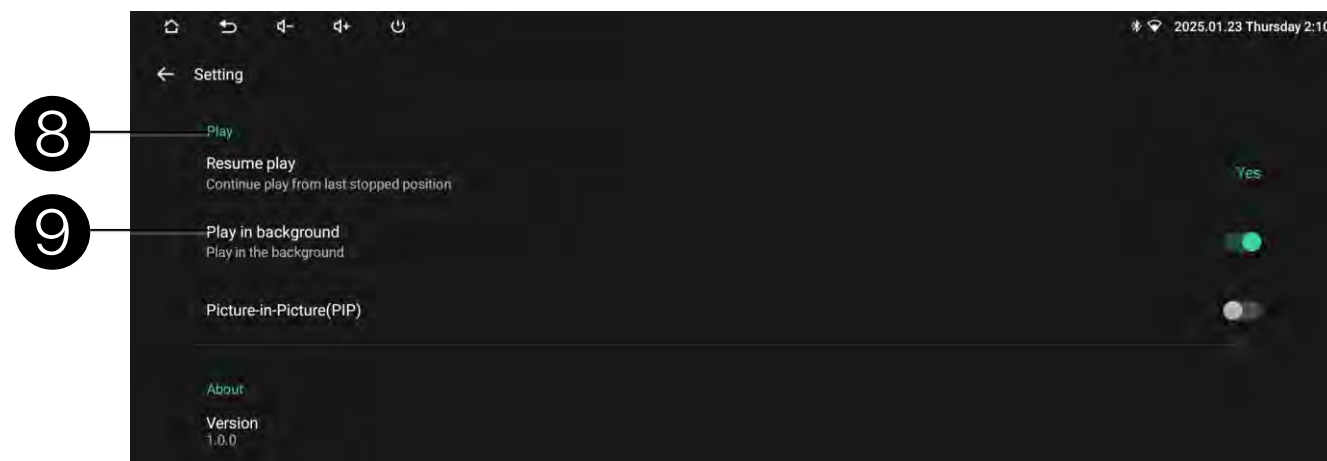 2025.01.23 Thursday 2:10
Setting
8
Play
Resume play
Continue play from last stopped position
Yes
9
Play in background
Play in the background
Picture-in-Picture(PIP)
About
Version
1.0.0